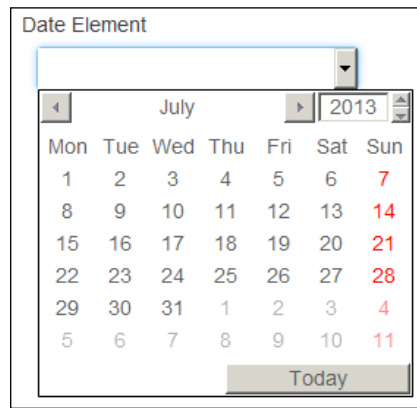 Date Element
July 2013
Mon Tue Wed Thu Fri Sat Sun
1 2 3 4 5 6 7
8 9 10 11 12 13 14
15 16 17 18 19 20 21
22 23 24 25 26 27 28
29 30 31 1 2 3 4
5 6 7 8 9 10 11
Today